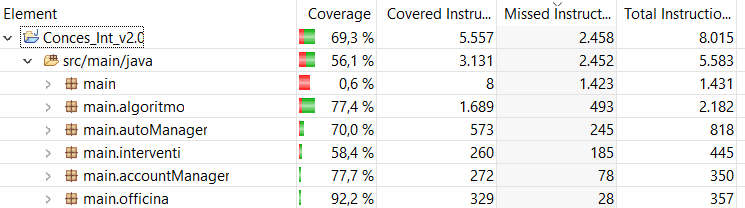 Element Coverage Covered Instru... Missed Instruct... Total Instructio...
Conces_Int_v2.0 69,3 % 5.557 2.458 8.015
src/main/java 56,1 % 3.131 2.452 5.583
main 0,6 % 8 1.423 1.431
main.algoritmo 77,4 % 1.689 493 2.182
main.autoManager 70,0 % 573 245 818
main.interventi 58,4 % 260 185 445
main.accountManager 77,7 % 272 78 350
main.officina 92,2 % 329 28 357